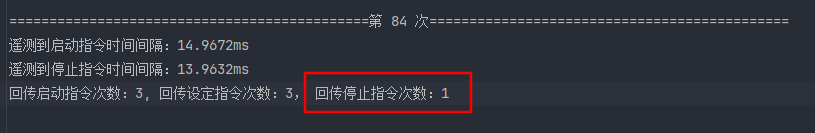 =============================================第 84 次=============================================
遥测到启动指令时间间隔：14.9672ms
遥测到停止指令时间间隔：13.9632ms
回传启动指令次数：3, 回传设定指令次数：3, 回传停止指令次数：1